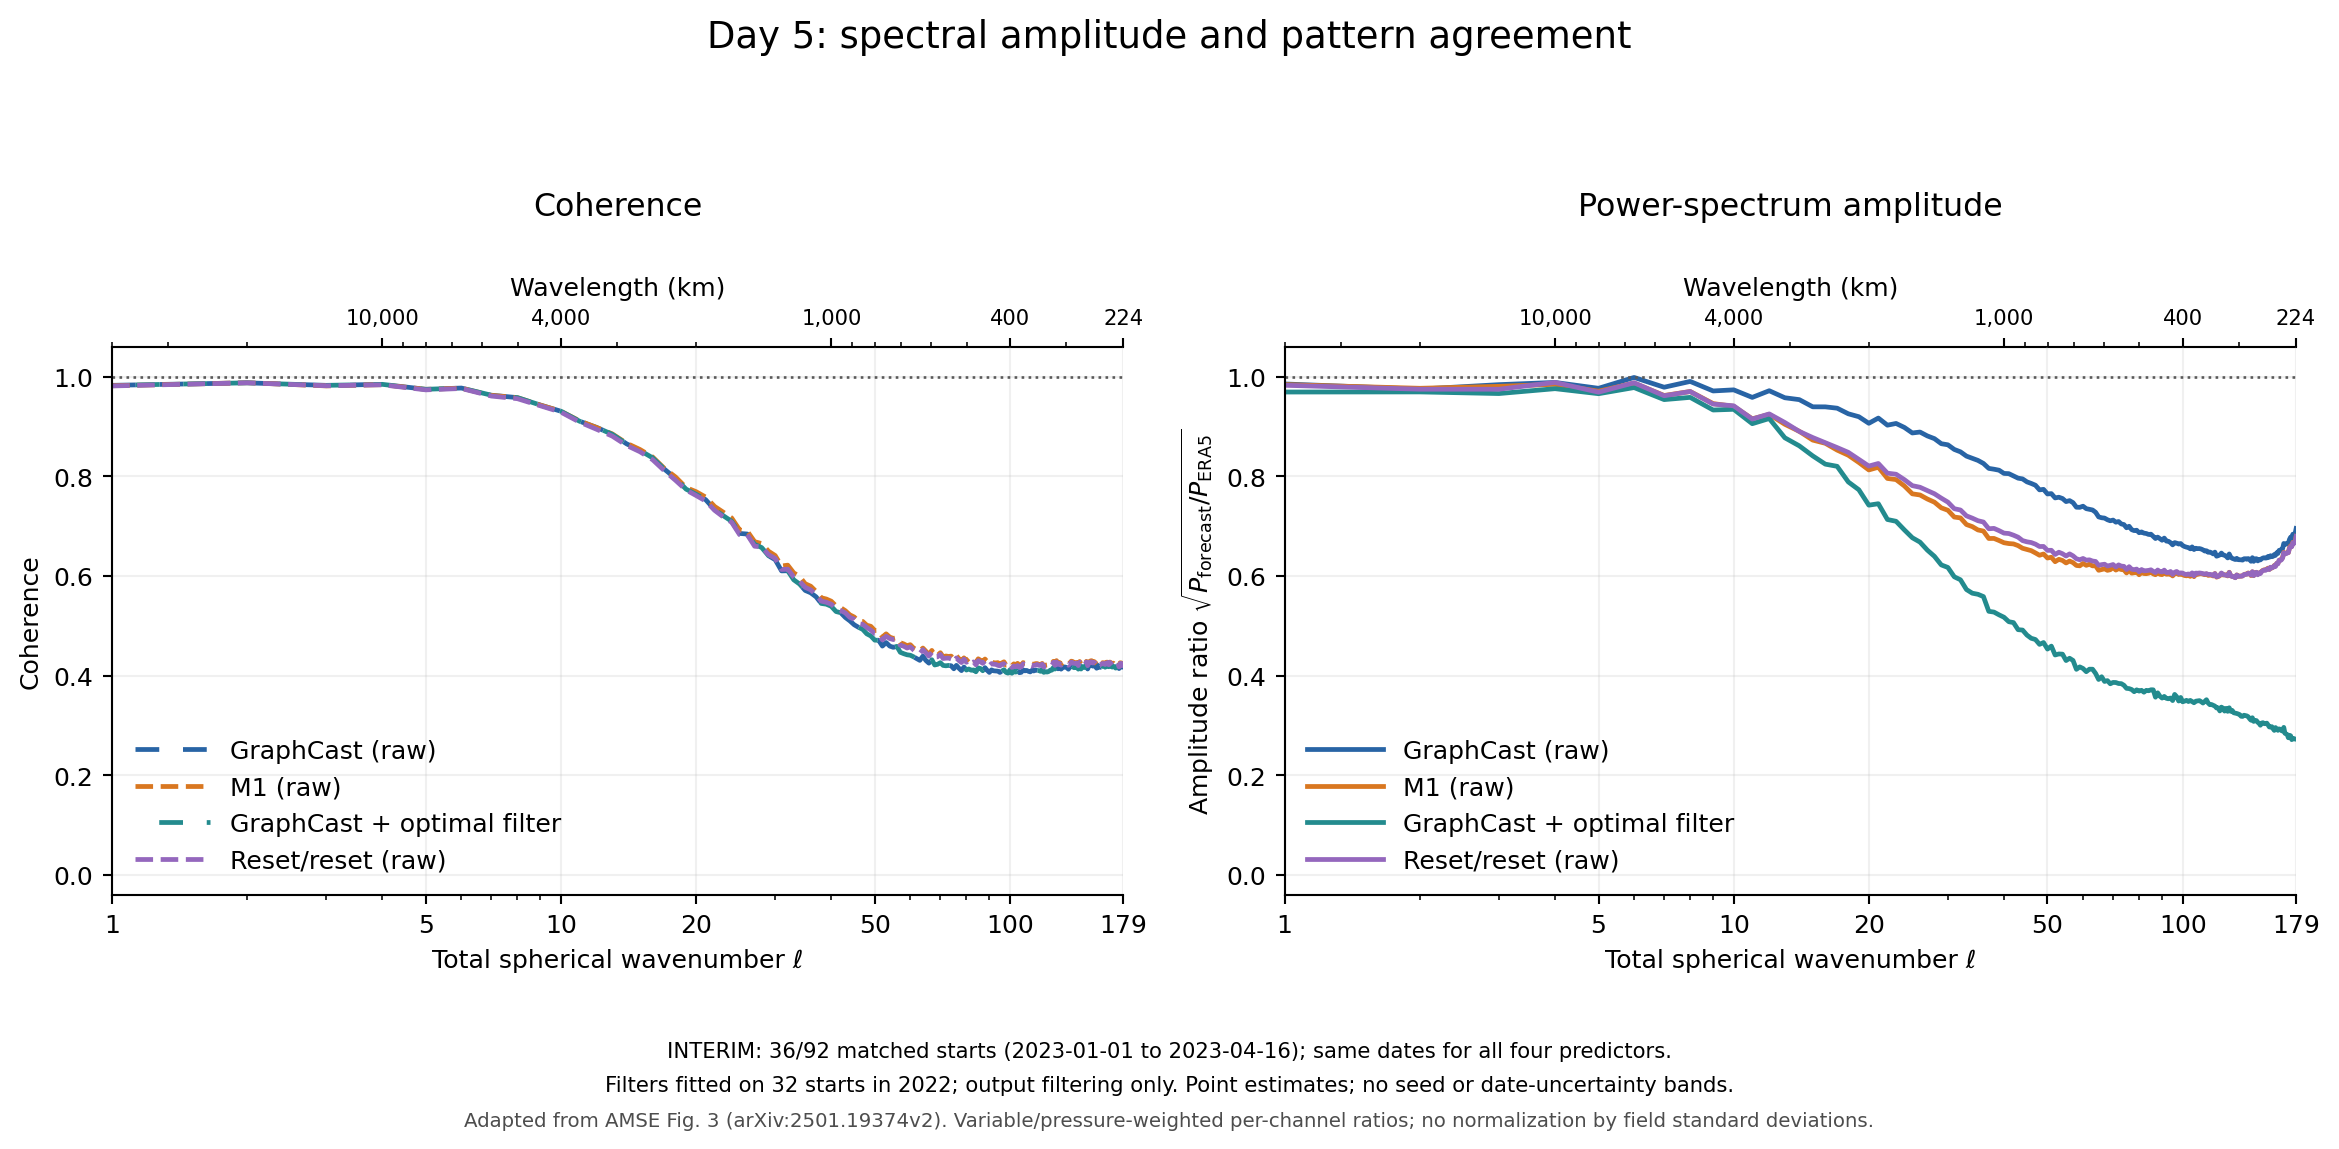 Day 5: spectral amplitude and pattern agreement
Coherence
Wavelength (km)
10,000 4,000 1,000 400 224
1.0
0.8
0.6
0.4
0.2
0.0
Coherence
GraphCast (raw)
M1 (raw)
GraphCast + optimal filter
Reset/reset (raw)
1 5 10 20 50 100 179
Total spherical wavenumber ℓ
Power-spectrum amplitude
Wavelength (km)
10,000 4,000 1,000 400 224
1.0
0.8
0.6
0.4
0.2
0.0
Amplitude ratio √P_forecast/P_ERA5
GraphCast (raw)
M1 (raw)
GraphCast + optimal filter
Reset/reset (raw)
1 5 10 20 50 100 179
Total spherical wavenumber ℓ
INTERIM: 36/92 matched starts (2023-01-01 to 2023-04-16); same dates for all four predictors.
Filters fitted on 32 starts in 2022; output filtering only. Point estimates; no seed or date-uncertainty bands.
Adapted from AMSE Fig. 3 (arXiv:2501.19374v2). Variable/pressure-weighted per-channel ratios; no normalization by field standard deviations.